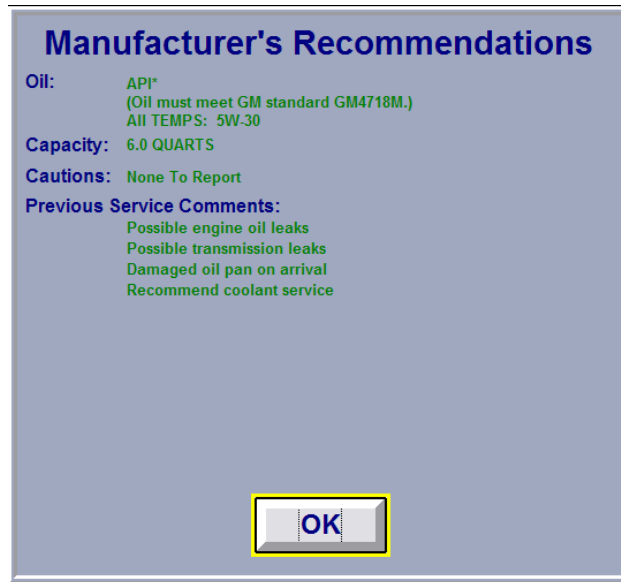 Manufacturer's Recommendations
Oil: API*
(Oil must meet GM standard GM4718M.)
All TEMPS: 5W-30
Capacity: 6.0 QUARTS
Cautions: None To Report
Previous Service Comments:
Possible engine oil leaks
Possible transmission leaks
Damaged oil pan on arrival
Recommend coolant service
OK